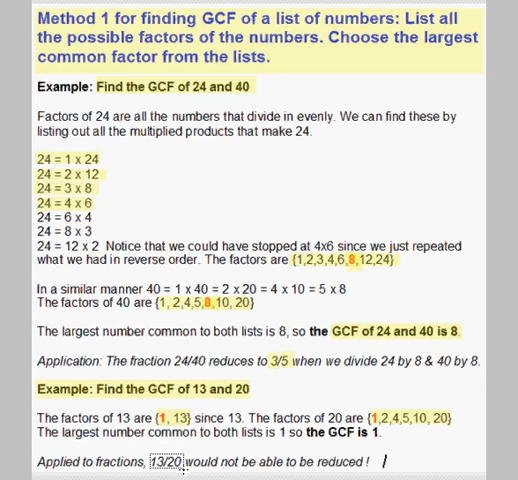 Method 1 for finding GCF of a list of numbers: List all
the possible factors of the numbers. Choose the largest
common factor from the lists.
Example: Find the GCF of 24 and 40
Factors of 24 are all the numbers that divide in evenly. We can find these by
listing out all the multiplied products that make 24.
24 = 1 x 24
24 = 2 x 12
24 = 3 x 8
24 = 4 x 6
24 = 6 x 4
24 = 8 x 3
24 = 12 x 2 Notice that we could have stopped at 4x6 since we just repeated
what we had in reverse order. The factors are {1,2,3,4,6,8,12,24}
In a similar manner 40 = 1 x 40 = 2 x 20 = 4 x 10 = 5 x 8
The factors of 40 are {1, 2,4,5,8,10, 20}
The largest number common to both lists is 8, so the GCF of 24 and 40 is 8.
Application: The fraction 24/40 reduces to 3/5 when we divide 24 by 8 & 40 by 8.
Example: Find the GCF of 13 and 20
The factors of 13 are {1, 13} since 13. The factors of 20 are {1,2,4,5,10, 20}
The largest number common to both lists is 1 so the GCF is 1.
Applied to fractions, 13/20 would not be able to be reduced !